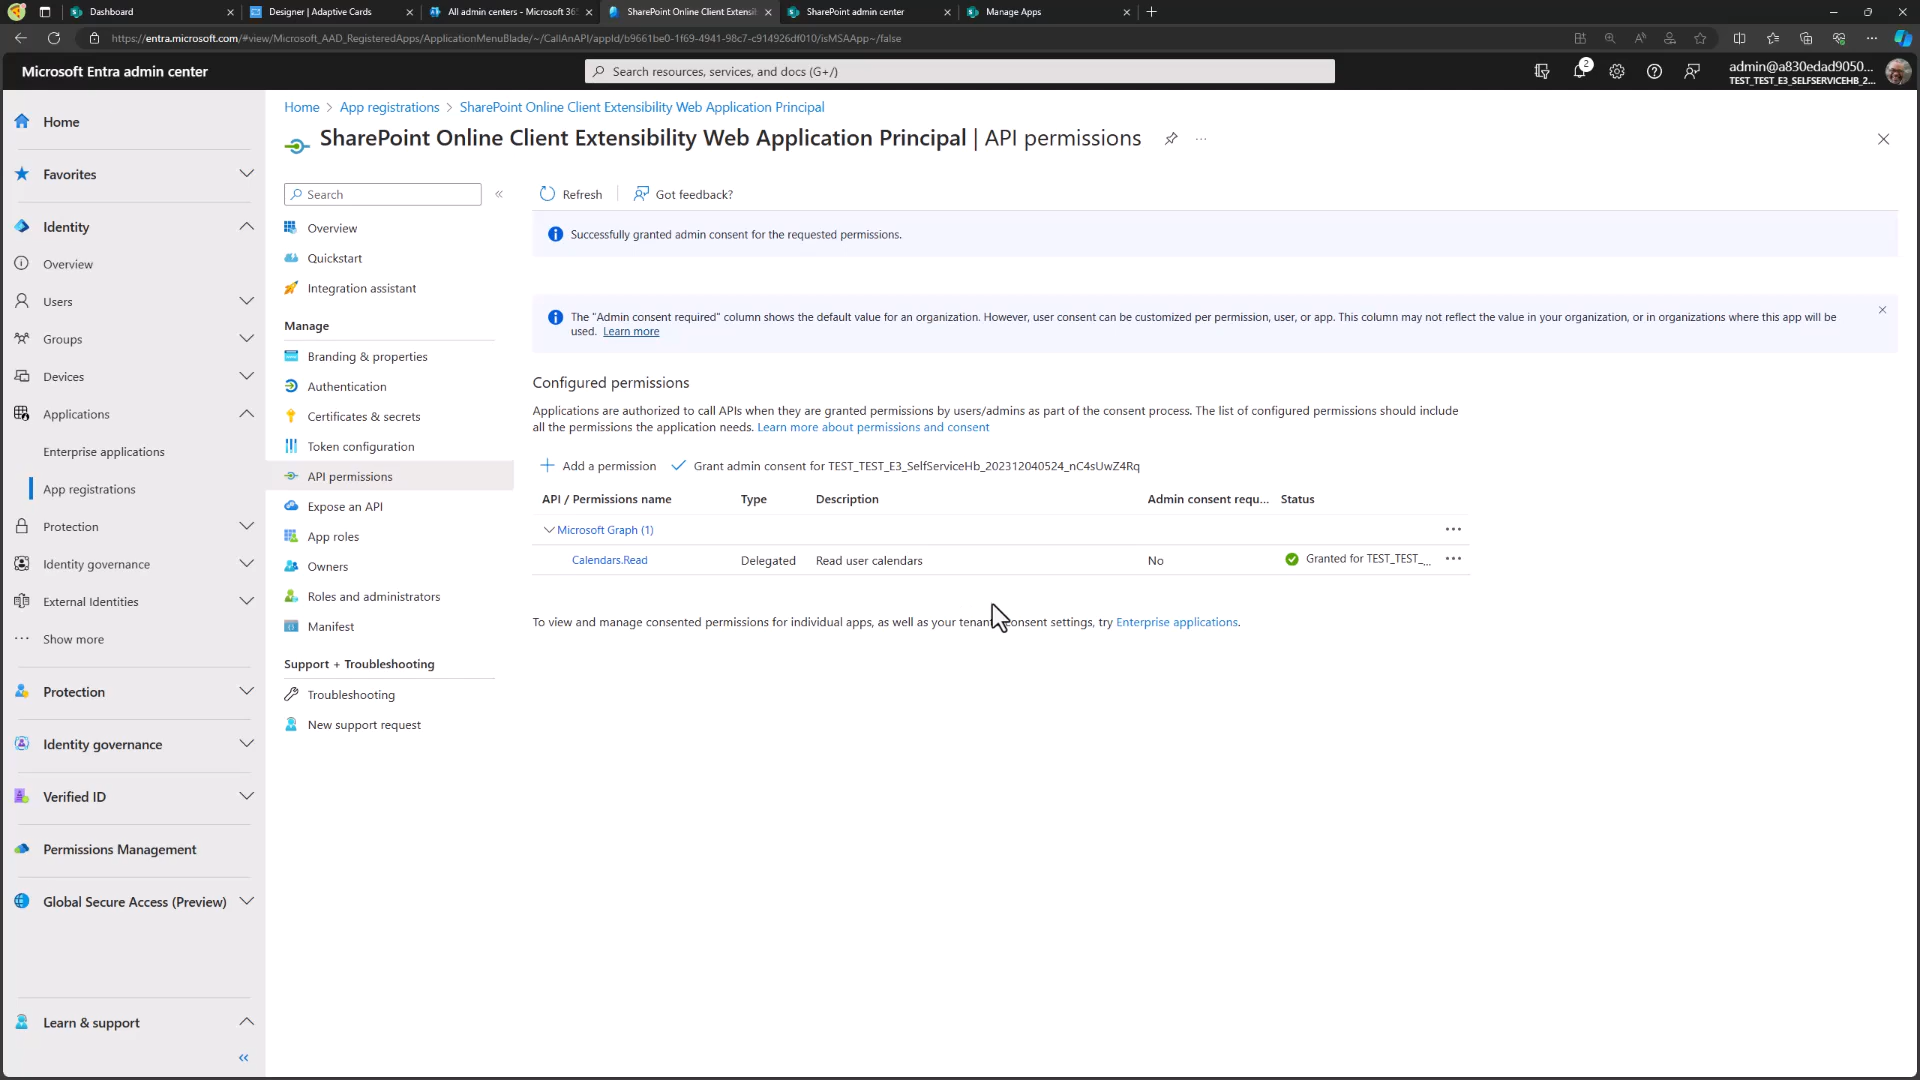 Dashboard
Designer | Adaptive Cards
All admin centers - Microsoft 36
SharePoint Online Client Extensi
SharePoint admin center
Manage Apps
https://entra.microsoft.com/#view/Microsoft_AAD_RegisteredApps/ApplicationMenuBlade/~/CallAnAPI/appId/b9661be0-1f69-4941-98c7-c914926df010/isMSAApp~/false
Microsoft Entra admin center
Search resources, services, and docs (G+/)
2
admin@a830edad9050...
TEST_TEST_E3_SELFSERVICEHB_2...
Home
Favorites
Identity
Overview
Users
Groups
Devices
Applications
Enterprise applications
App registrations
Protection
Identity governance
External Identities
Show more
Protection
Identity governance
Verified ID
Permissions Management
Global Secure Access (Preview)
Learn & support
Home > App registrations > SharePoint Online Client Extensibility Web Application Principal
SharePoint Online Client Extensibility Web Application Principal | API permissions
Search
Overview
Quickstart
Integration assistant
Manage
Branding & properties
Authentication
Certificates & secrets
Token configuration
API permissions
Expose an API
App roles
Owners
Roles and administrators
Manifest
Support + Troubleshooting
Troubleshooting
New support request
Refresh
Got feedback?
Successfully granted admin consent for the requested permissions.
The "Admin consent required" column shows the default value for an organization. However, user consent can be customized per permission, user, or app. This column may not reflect the value in your organization, or in organizations where this app will be
used. Learn more
Configured permissions
Applications are authorized to call APIs when they are granted permissions by users/admins as part of the consent process. The list of configured permissions should include
all the permissions the application needs. Learn more about permissions and consent
Add a permission
Grant admin consent for TEST_TEST_E3_SelfServiceHb_202312040524_nC4sUwZ4Rq
API / Permissions name Type Description Admin consent requ... Status
Microsoft Graph (1)
Calendars.Read Delegated Read user calendars No Granted for TEST_TEST_...
To view and manage consented permissions for individual apps, as well as your tenant consent settings, try Enterprise applications.